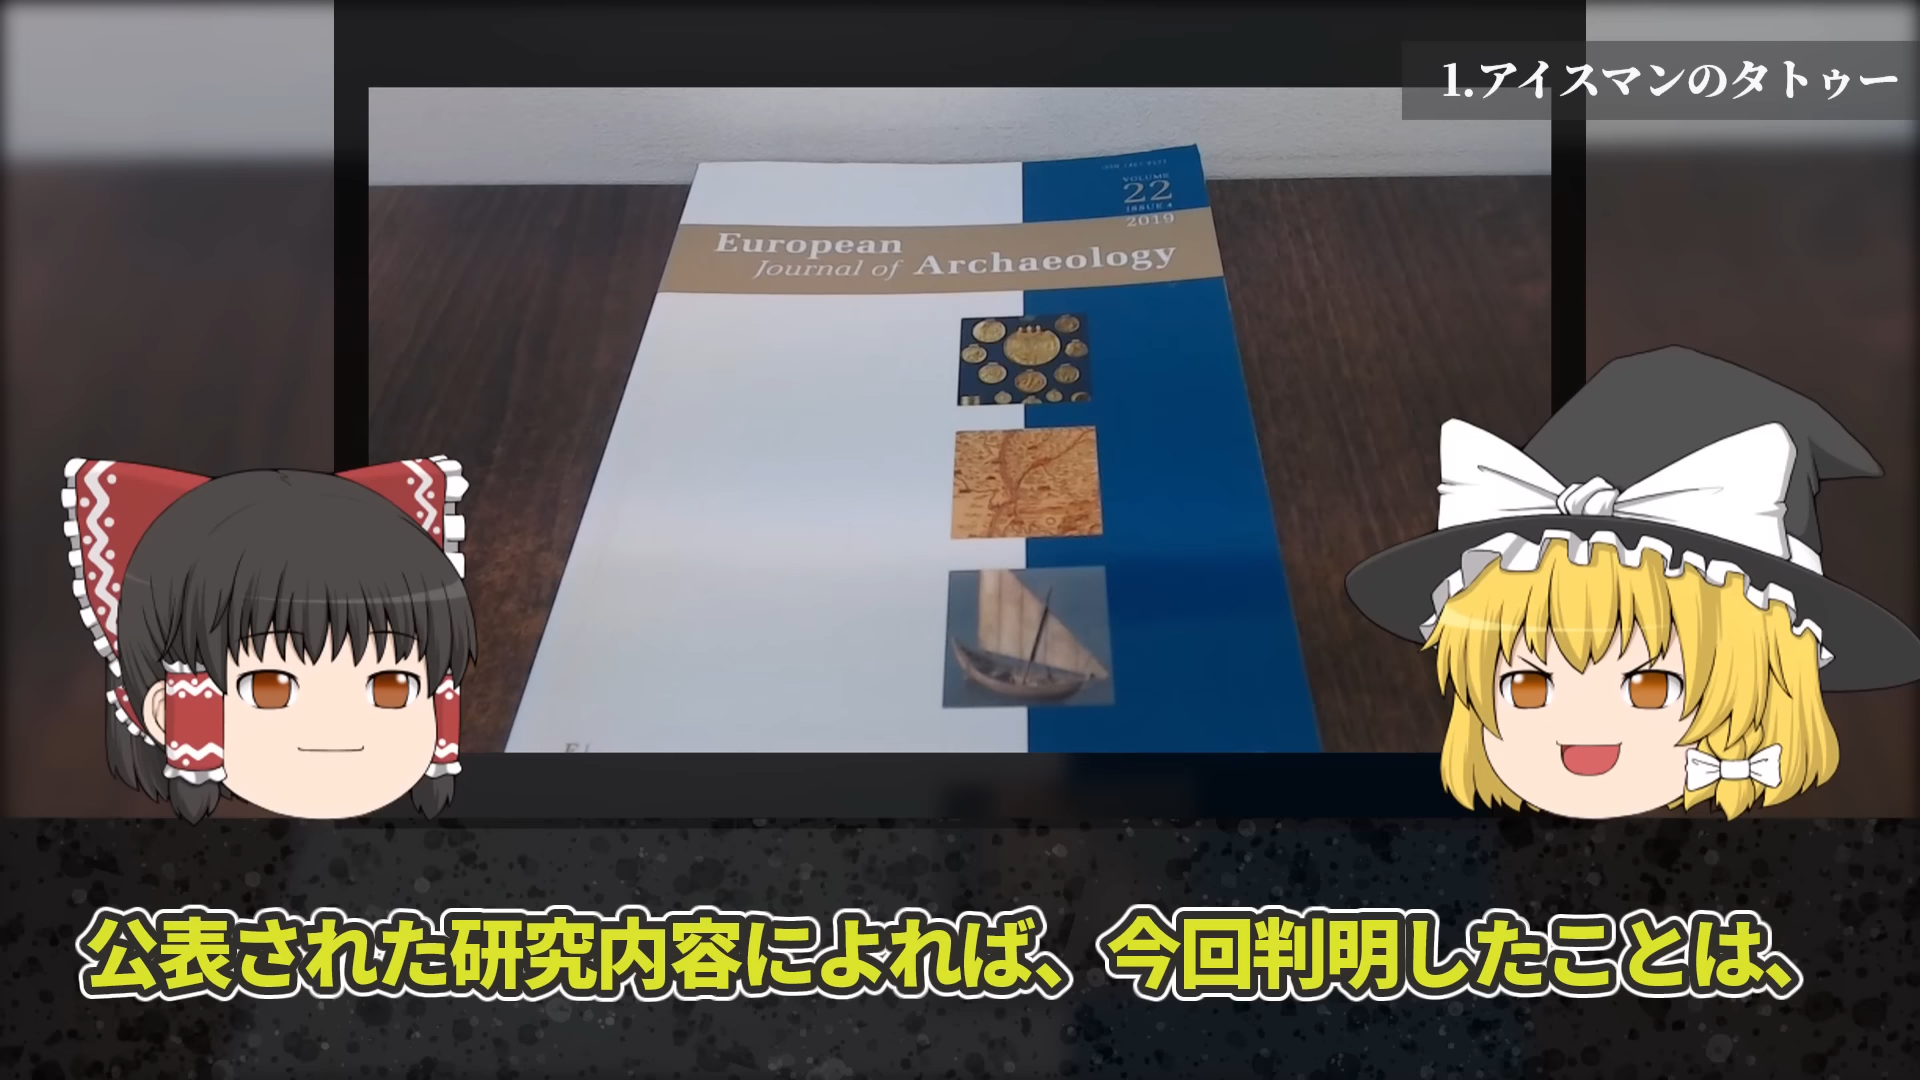 1.アイスマンのタトゥー
VOLUME
22
ISSUE 4
2019
European
Journal of Archaeology
公表された研究内容によれば、今回判明したことは、